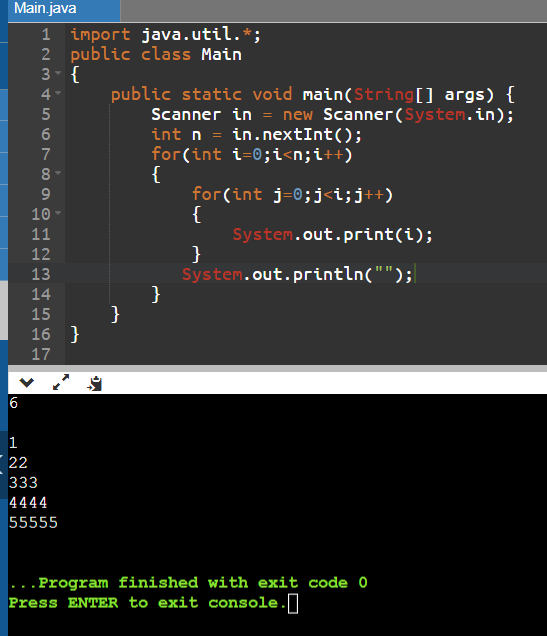 Main.java
1 import java.util.*;
2 public class Main
3 {
4 public static void main(String[] args) {
5 Scanner in = new Scanner(System.in);
6 int n = in.nextInt();
7 for(int i=0;i<n;i++)
8 {
9 for(int j=0;j<i;j++)
10 {
11 System.out.print(i);
12 }
13 System.out.println("");
14 }
15 }
16 }
17
6
1
22
333
4444
55555
...Program finished with exit code 0
Press ENTER to exit console.